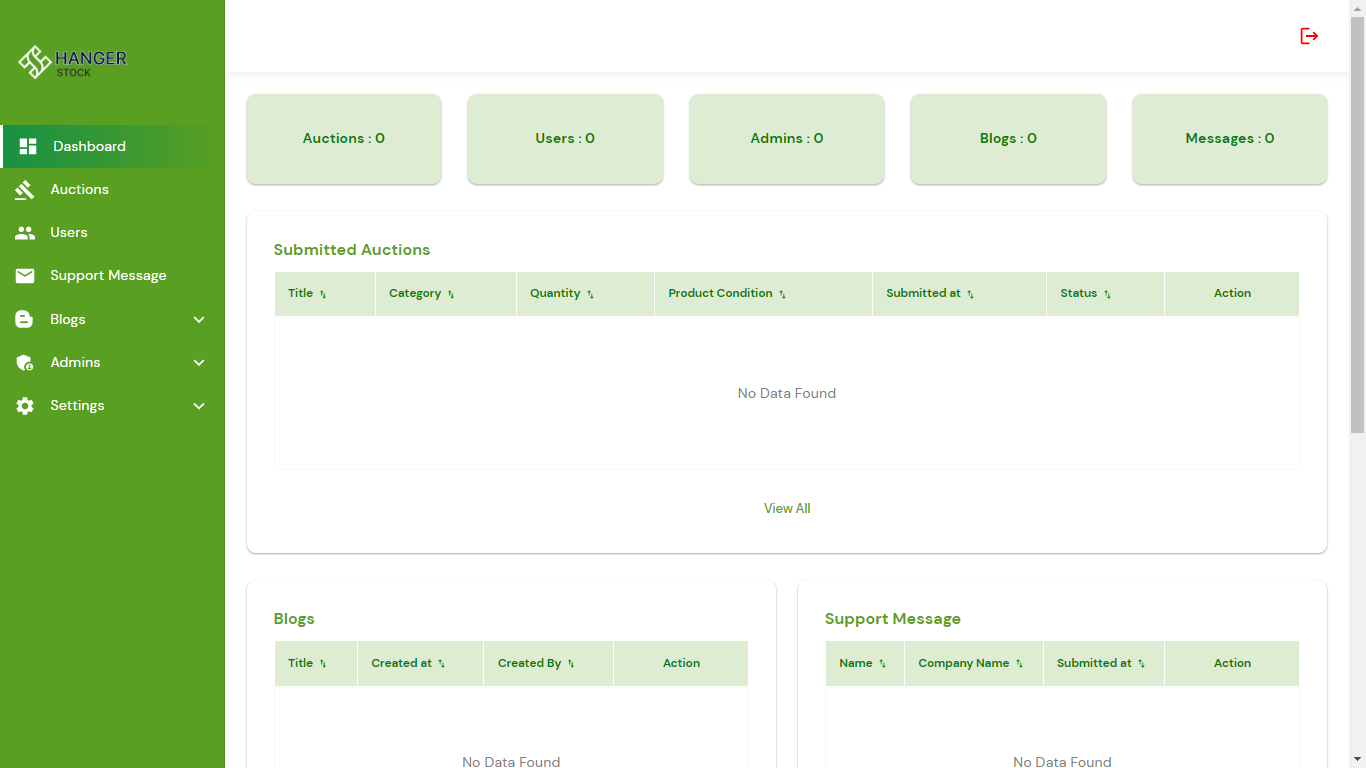 HANGER
STOCK
Dashboard
Auctions
Users
Support Message
Blogs
Admins
Settings
Auctions : 0
Users : 0
Admins : 0
Blogs : 0
Messages : 0
Submitted Auctions
Title Category Quantity Product Condition Submitted at Status Action
No Data Found
View All
Blogs
Title Created at Created By Action
No Data Found
Support Message
Name Company Name Submitted at Action
No Data Found